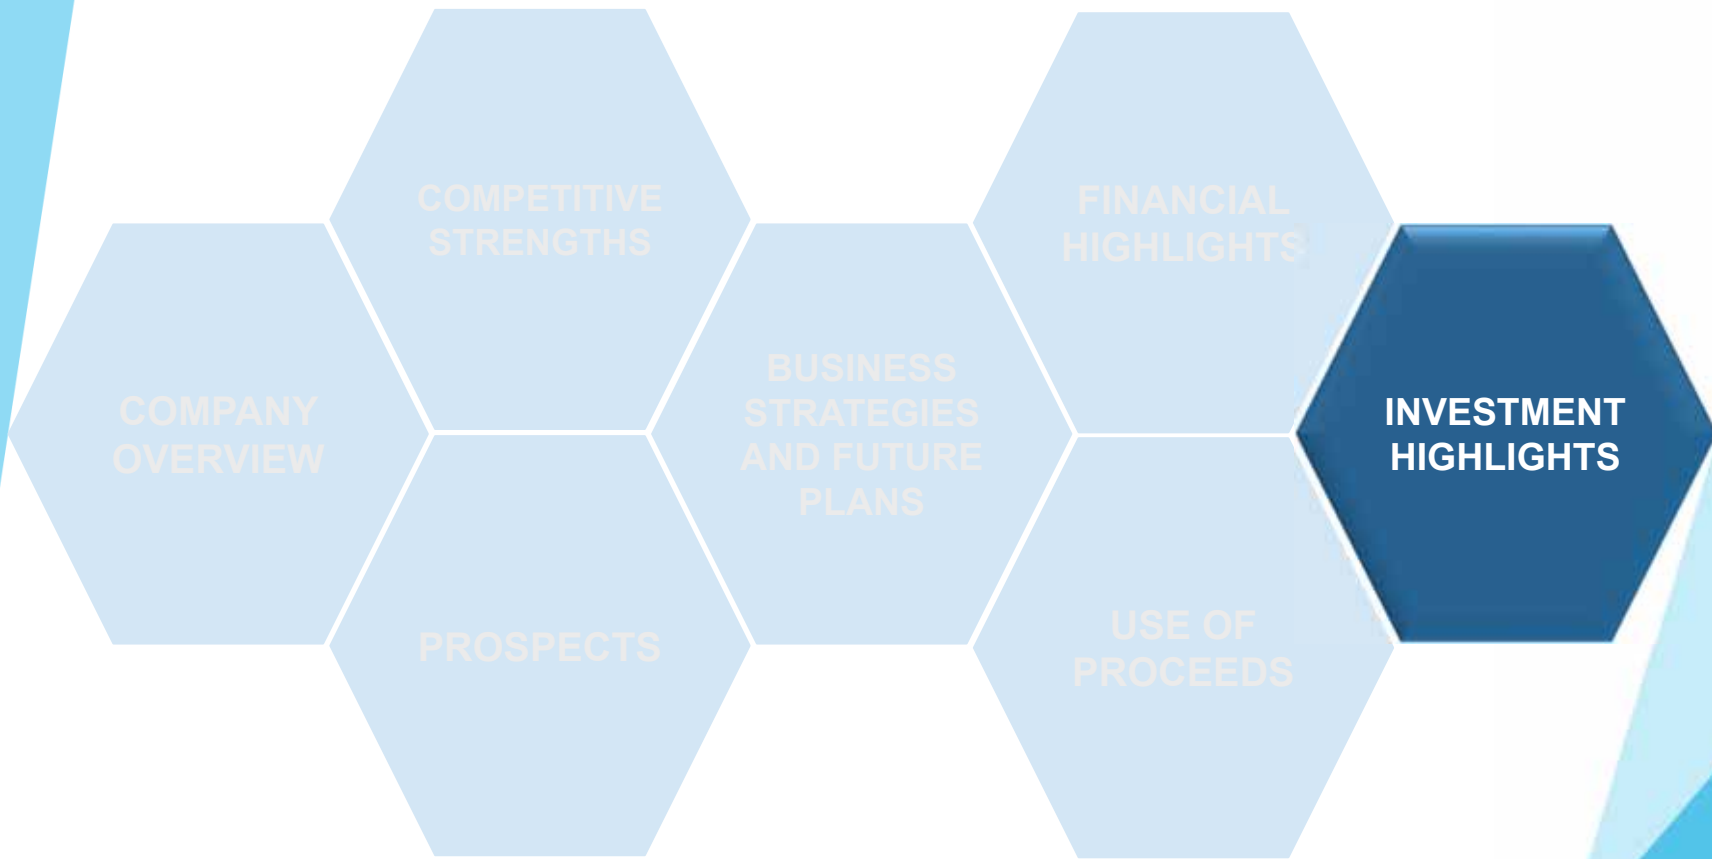 COMPETITIVE
STRENGTHS
FINANCIAL
HIGHLIGHTS
COMPANY
OVERVIEW
BUSINESS
STRATEGIES
AND FUTURE
PLANS
INVESTMENT
HIGHLIGHTS
PROSPECTS
USE OF
PROCEEDS